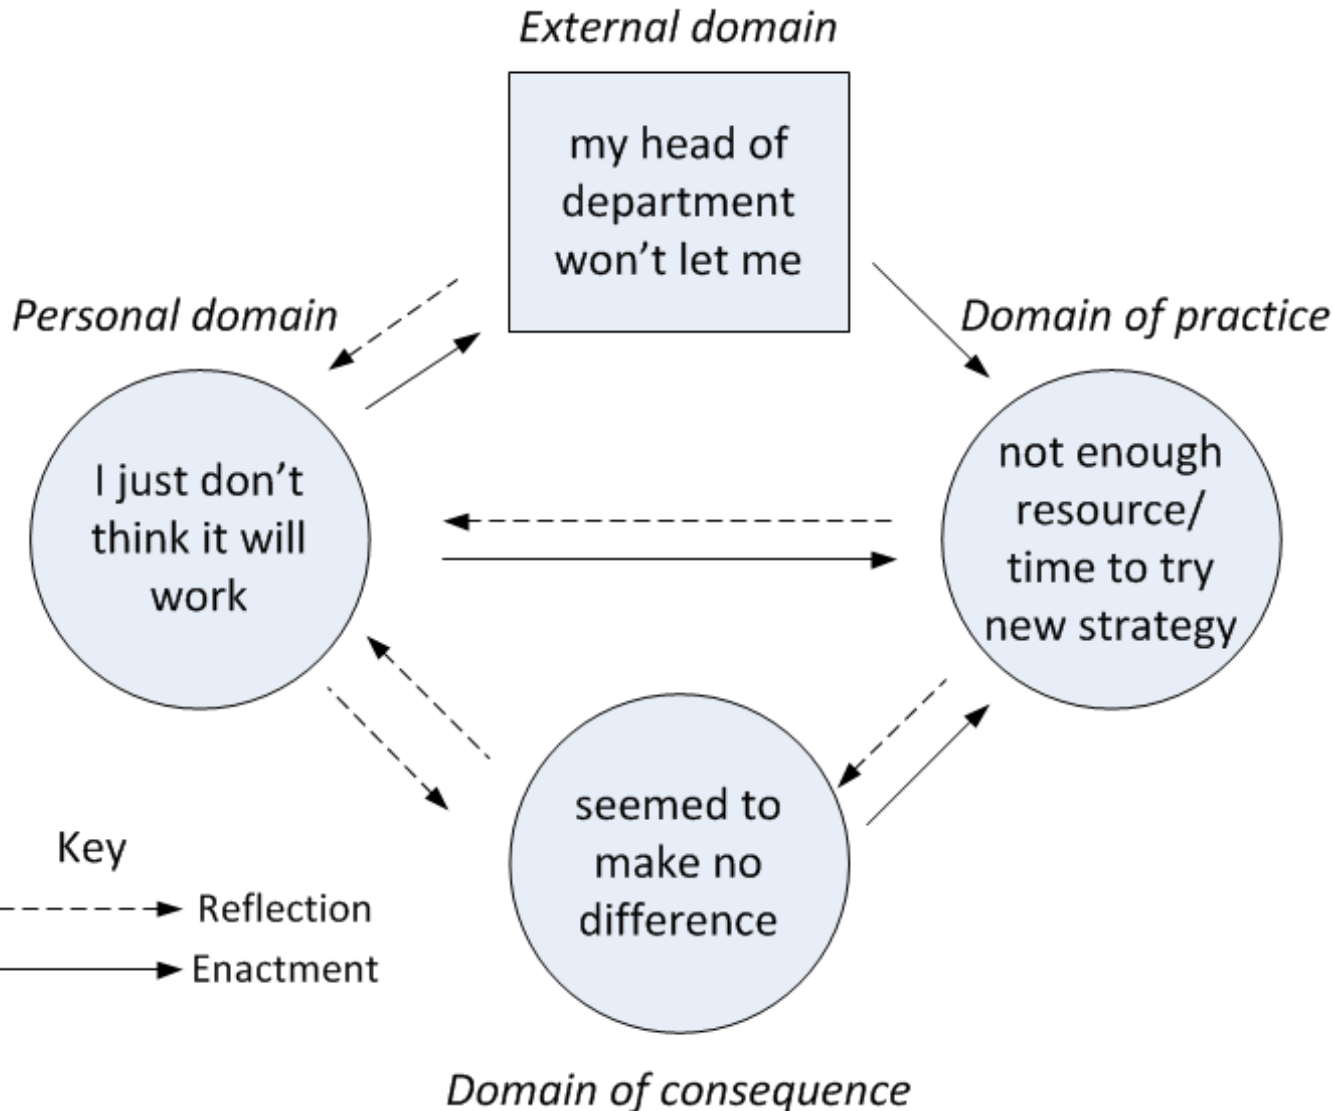 External domain
my head of
department
won’t let me
Personal domain
Domain of practice
I just don’t
think it will
work
not enough
resource/
time to try
new strategy
seemed to
make no
difference
Key
Reflection
Enactment
Domain of consequence